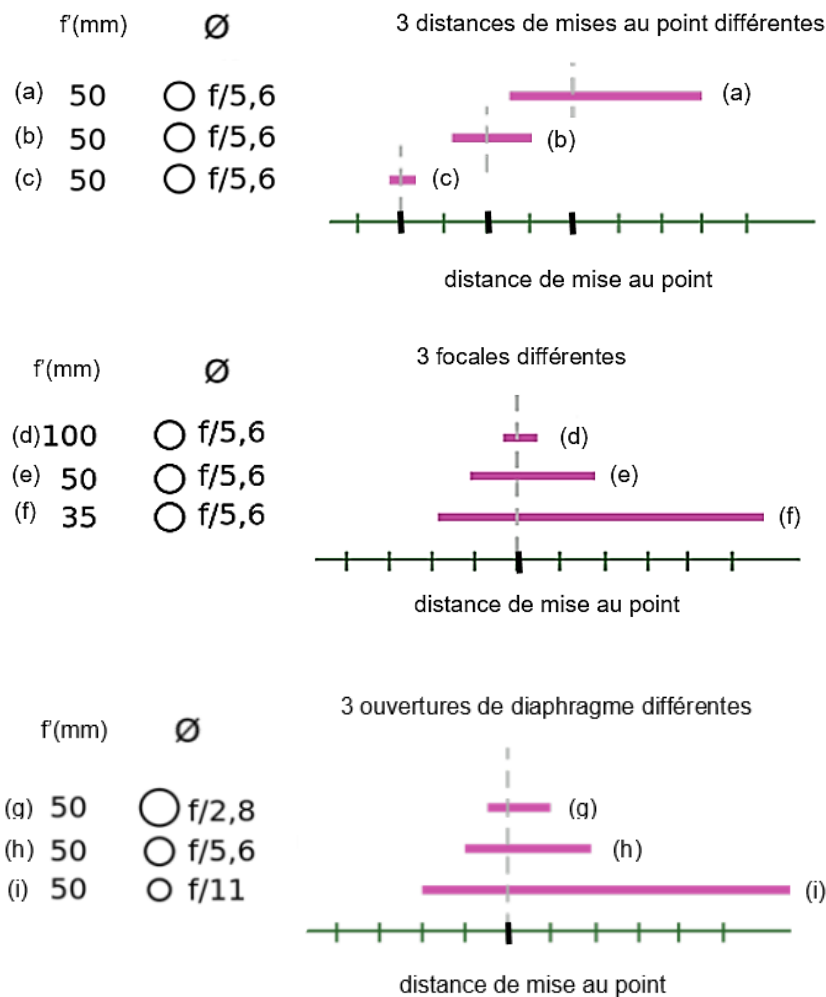 f'(mm) Ø 3 distances de mises au point différentes
(a) 50 f/5,6 (a)
(b) 50 f/5,6 (b)
(c) 50 f/5,6 (c)
distance de mise au point
f'(mm) Ø 3 focales différentes
(d) 100 f/5,6 (d)
(e) 50 f/5,6 (e)
(f) 35 f/5,6 (f)
distance de mise au point
f'(mm) Ø 3 ouvertures de diaphragme différentes
(g) 50 f/2,8 (g)
(h) 50 f/5,6 (h)
(i) 50 f/11 (i)
distance de mise au point